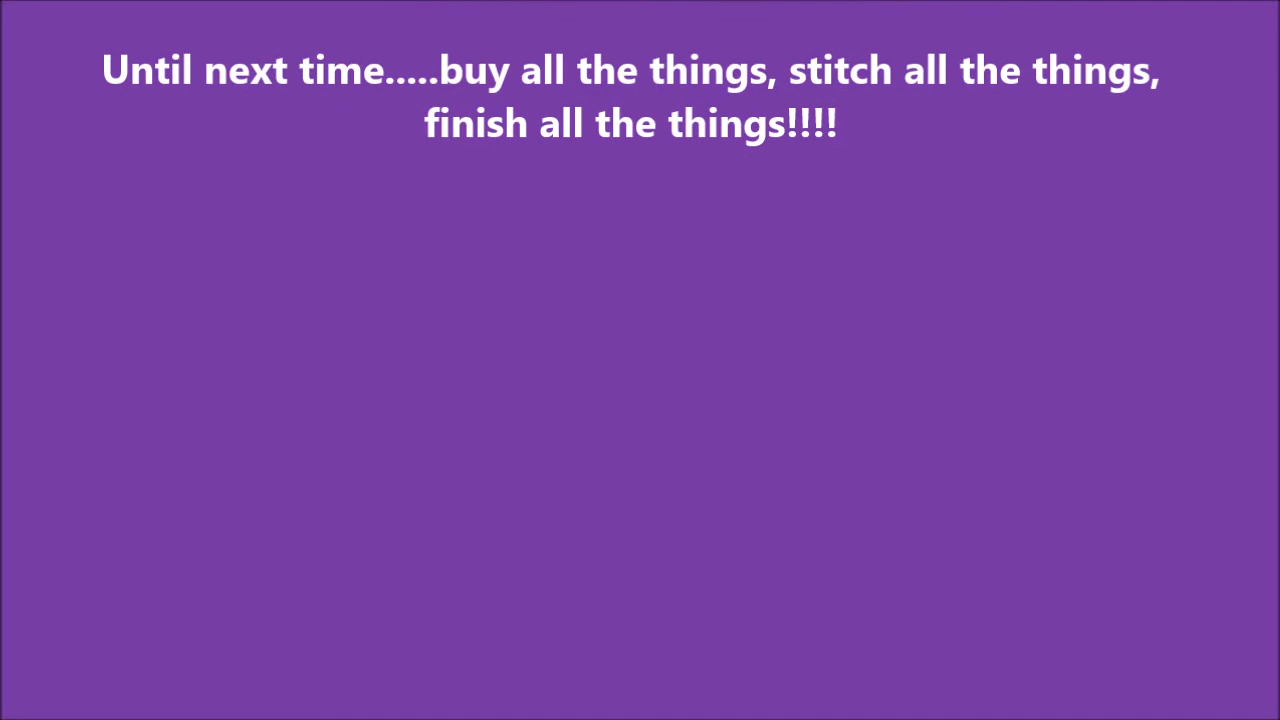 Until next time.....buy all the things, stitch all the things,
finish all the things!!!!